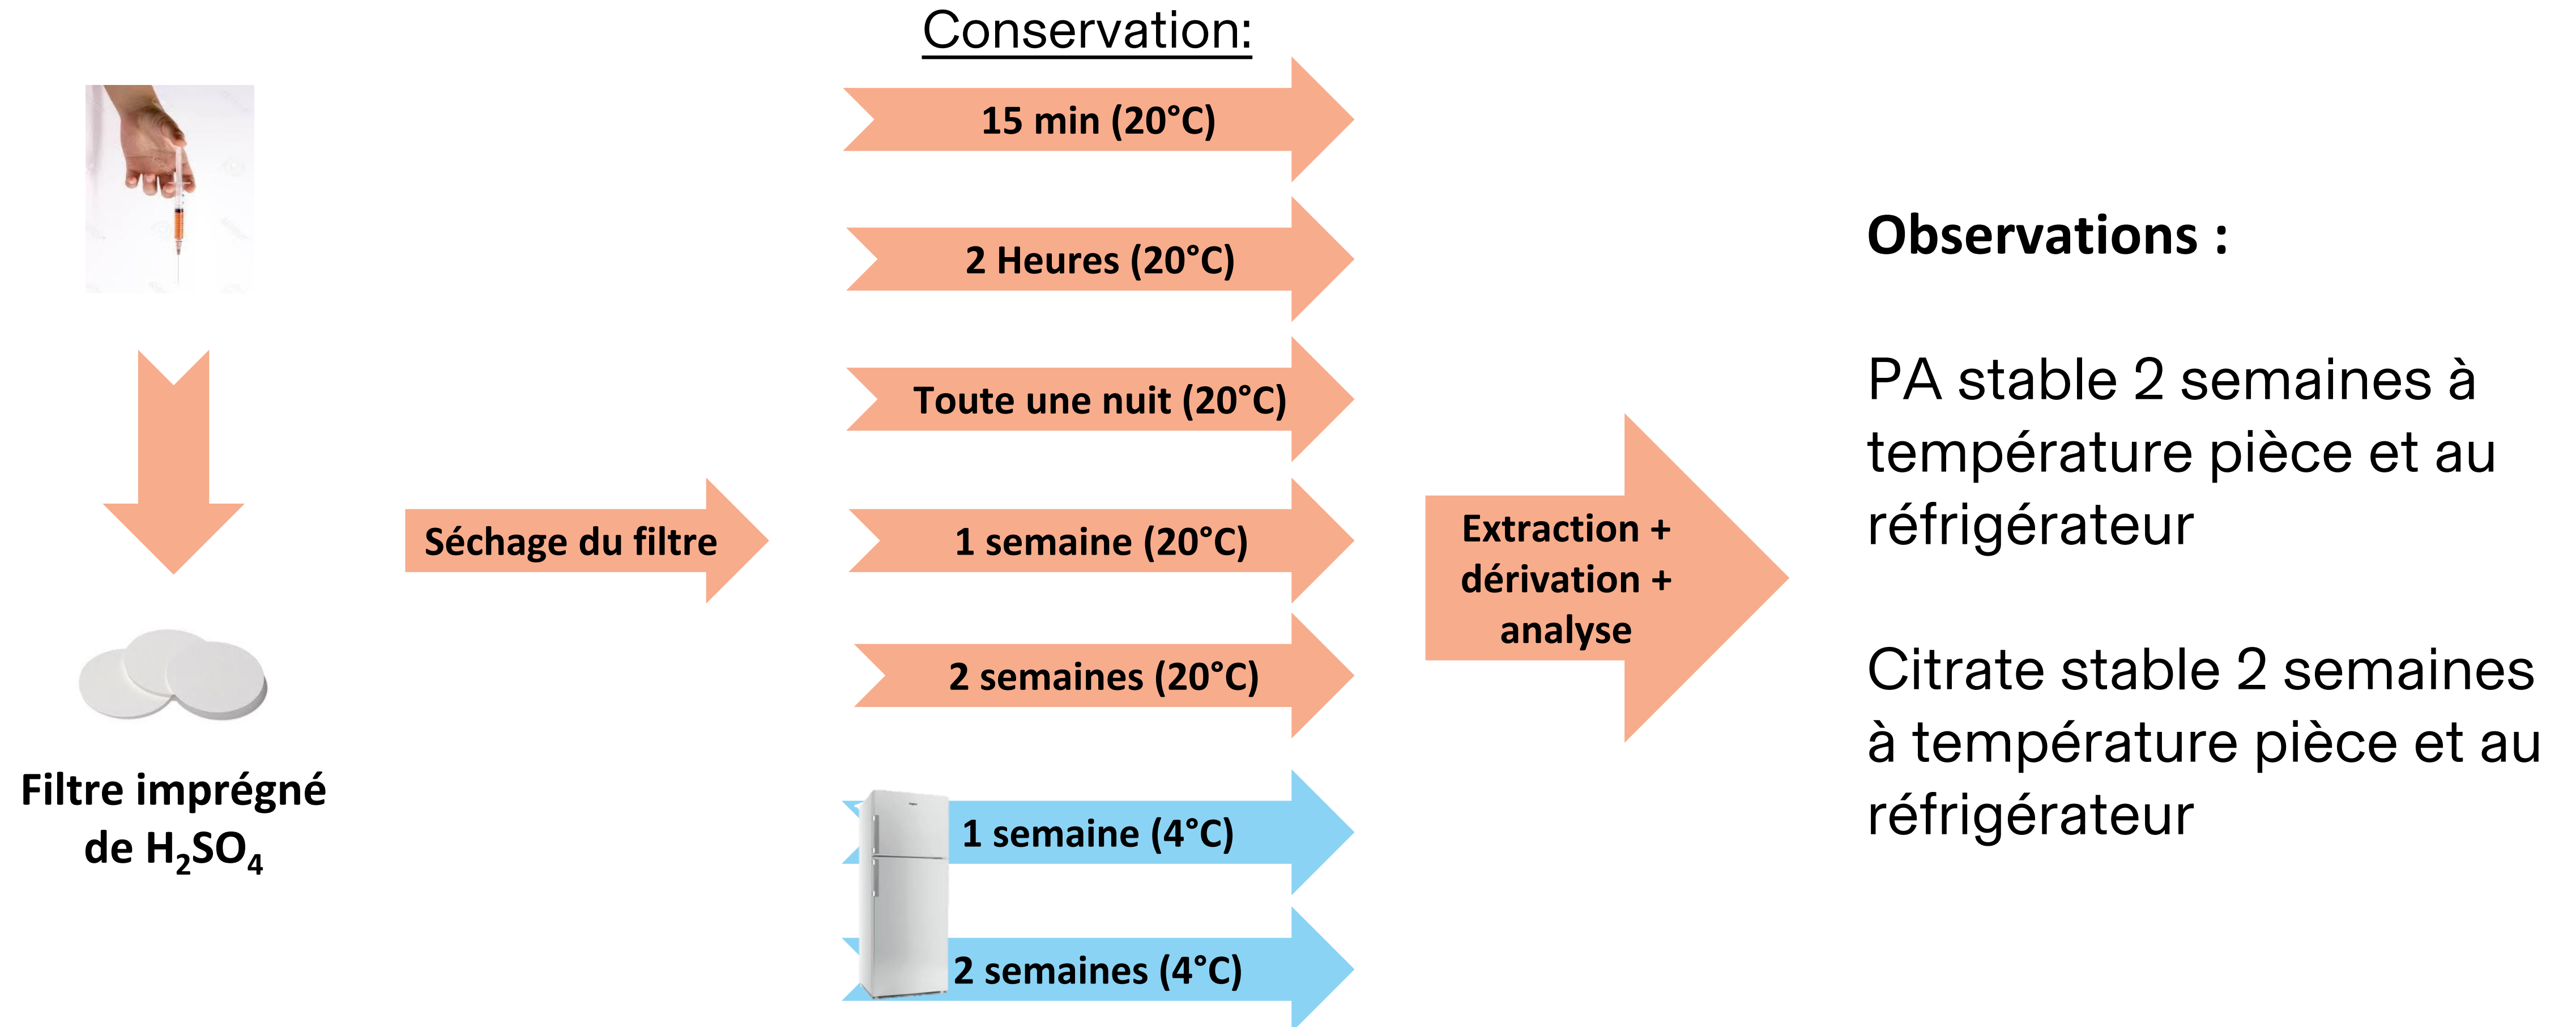 Conservation:
15 min (20°C)
2 Heures (20°C)
Toute une nuit (20°C)
Séchage du filtre
1 semaine (20°C)
2 semaines (20°C)
1 semaine (4°C)
2 semaines (4°C)
Filtre imprégné
de H₂SO₄
Extraction +
dérivation +
analyse
Observations :
PA stable 2 semaines à
température pièce et au
réfrigérateur
Citrate stable 2 semaines
à température pièce et au
réfrigérateur